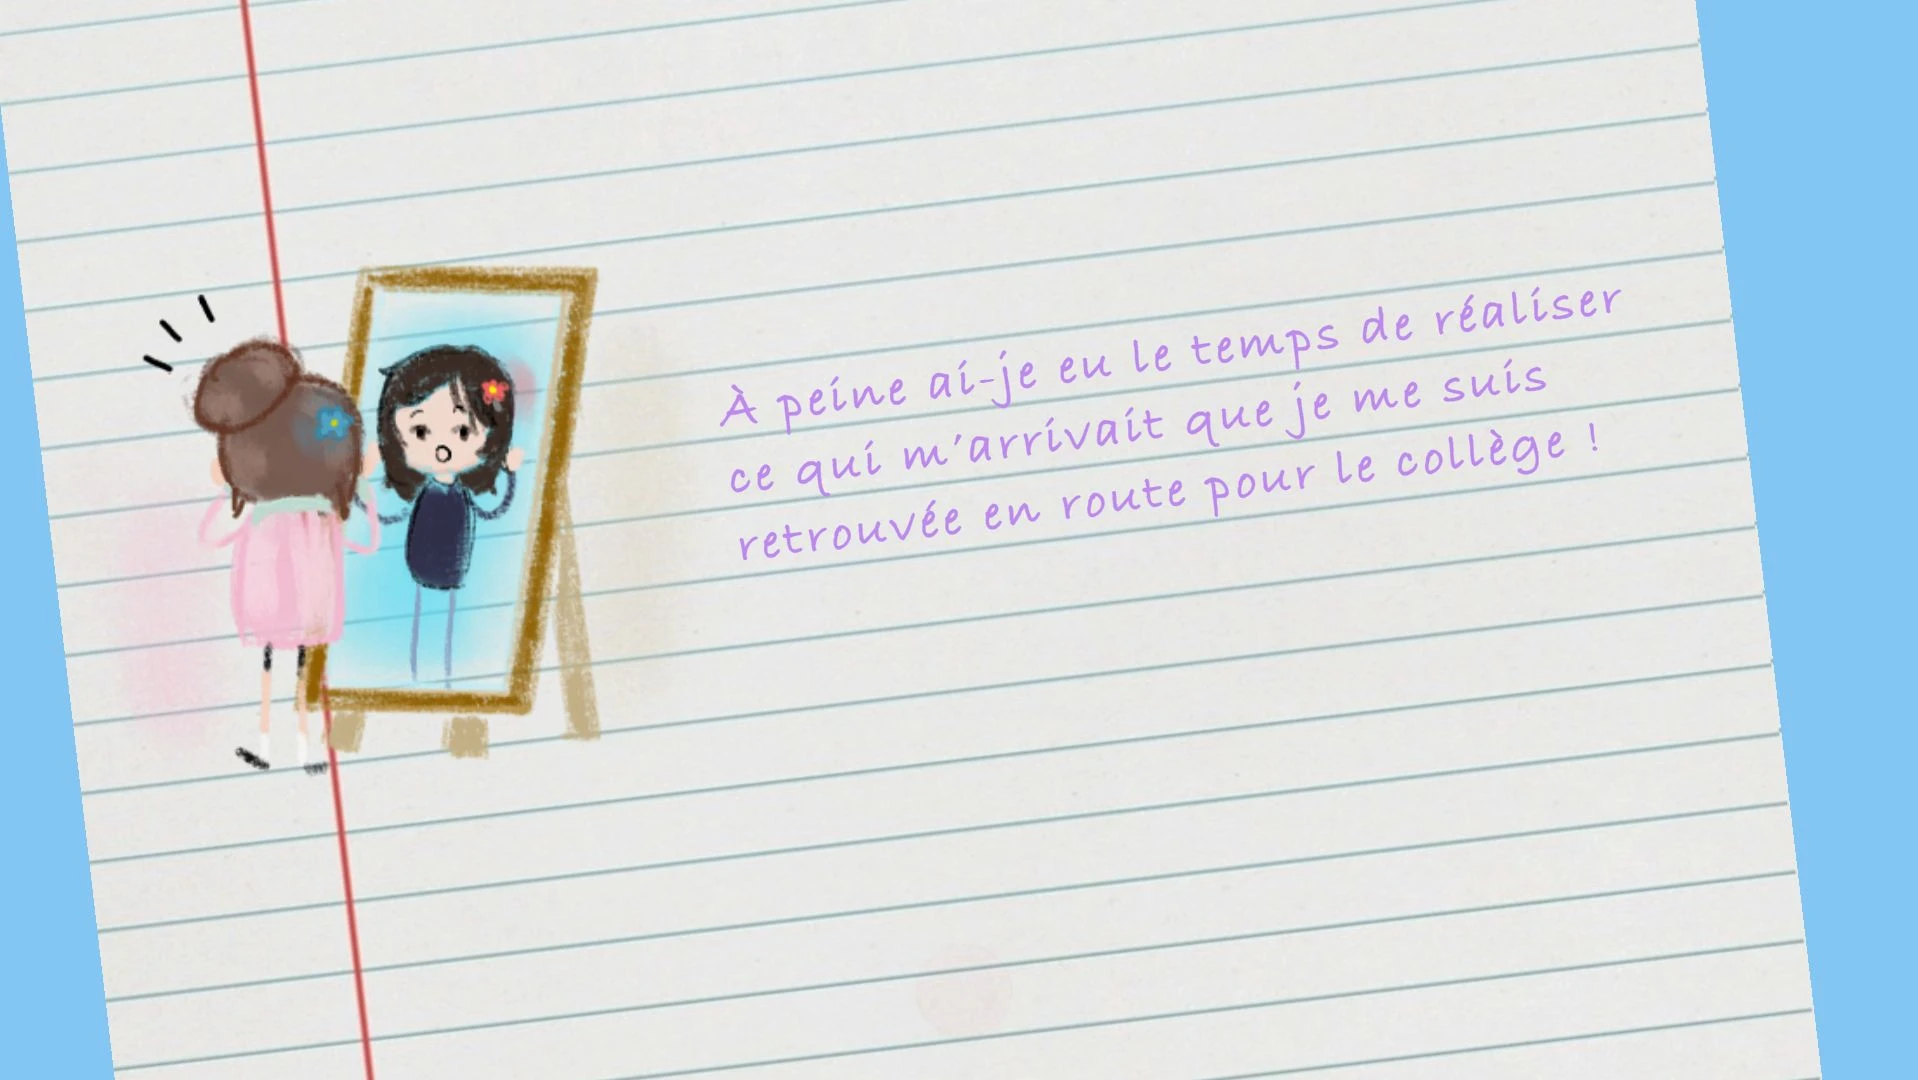 À peine ai-je eu le temps de réaliser
ce qui m'arrivait que je me suis
retrouvée en route pour le collège !